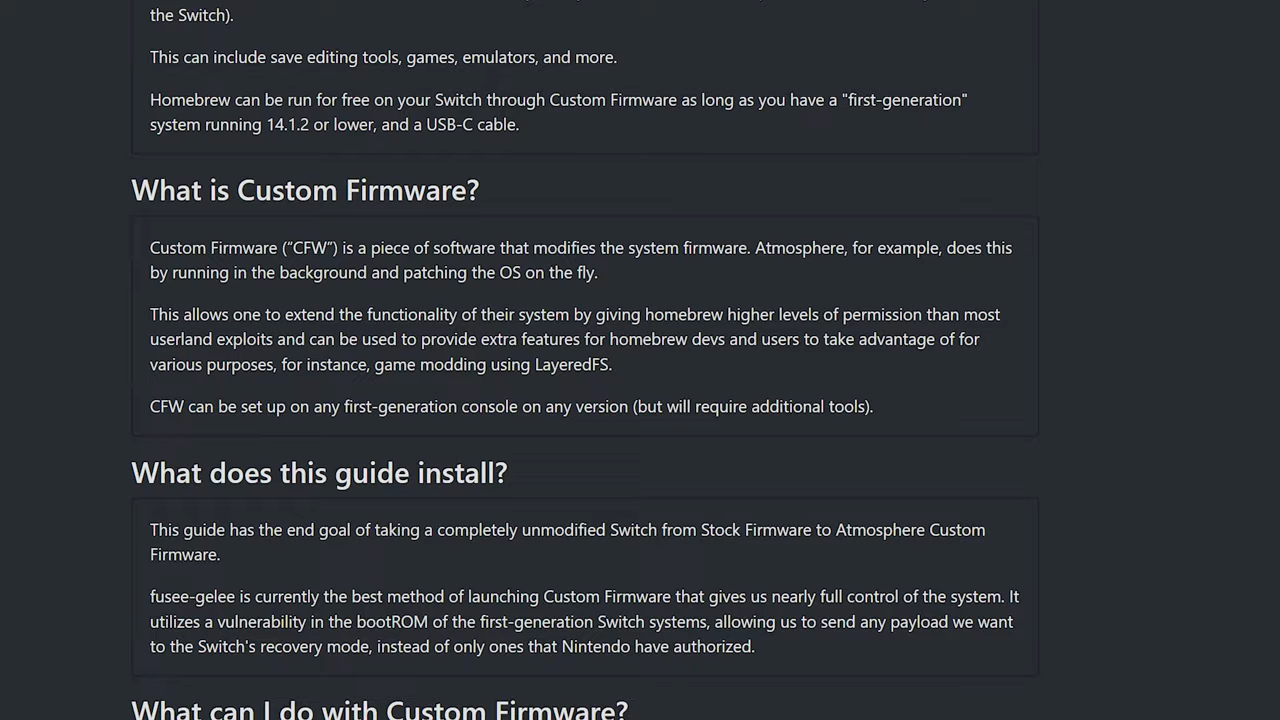 the Switch).
This can include save editing tools, games, emulators, and more.
Homebrew can be run for free on your Switch through Custom Firmware as long as you have a "first-generation"
system running 14.1.2 or lower, and a USB-C cable.
What is Custom Firmware?
Custom Firmware (“CFW”) is a piece of software that modifies the system firmware. Atmosphere, for example, does this
by running in the background and patching the OS on the fly.
This allows one to extend the functionality of their system by giving homebrew higher levels of permission than most
userland exploits and can be used to provide extra features for homebrew devs and users to take advantage of for
various purposes, for instance, game modding using LayeredFS.
CFW can be set up on any first-generation console on any version (but will require additional tools).
What does this guide install?
This guide has the end goal of taking a completely unmodified Switch from Stock Firmware to Atmosphere Custom
Firmware.
fusee-gelee is currently the best method of launching Custom Firmware that gives us nearly full control of the system. It
utilizes a vulnerability in the bootROM of the first-generation Switch systems, allowing us to send any payload we want
to the Switch's recovery mode, instead of only ones that Nintendo have authorized.
What can I do with Custom Firmware?